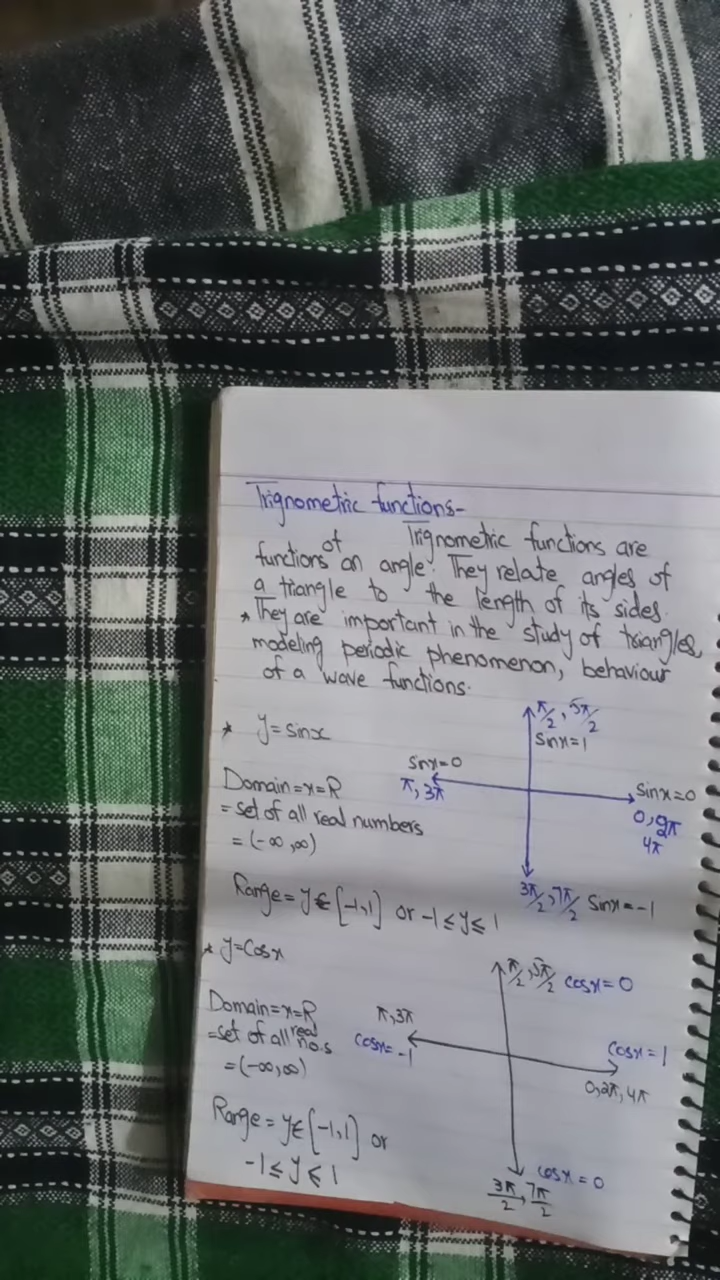 Trignometric functions-
Trignometric functions are
functions of an angle. They relate angles of
a triangle to the length of its sides.
* They are important in the study of triangles,
modeling periodic phenomenon, behaviour
of a wave functions.
* y=sinx
π/2, 5π/2
sinx=1
sinx=0
π, 3π
sinx=0
0, 2π
4π
3π/2, 7π/2 sinx=-1
Domain=x=R
=set of all real numbers
=(-∞,∞)
Range=y∈[-1,1] or -1≤y≤1
* y=cosx
π/2, 5π/2 cosx=0
π,3π
cosx=-1
cosx=1
0,2π,4π
cosx=0
3π/2, 7π/2
Domain=x=R
=set of all real no.s
=(-∞,∞)
Range=y∈[-1,1] or
-1≤y≤1